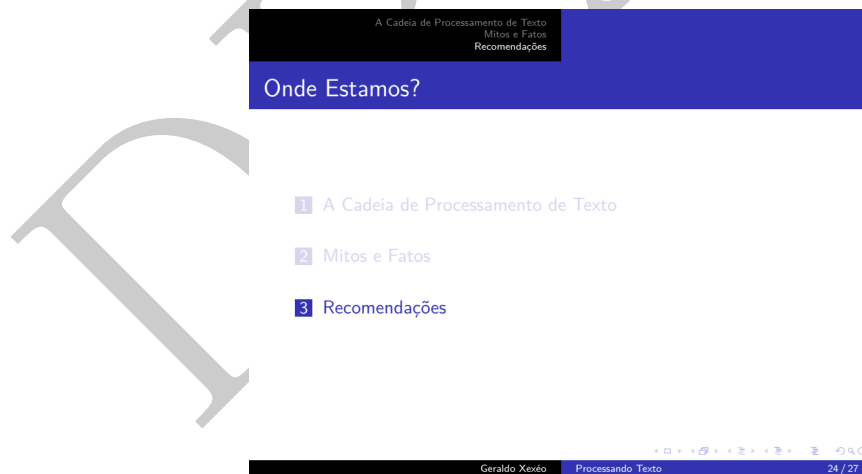 A Cadeia de Processamento de Texto
Mitos e Fatos
Recomendações
Onde Estamos?
1 A Cadeia de Processamento de Texto
2 Mitos e Fatos
3 Recomendações
Geraldo Xexéo Processando Texto 24 / 27